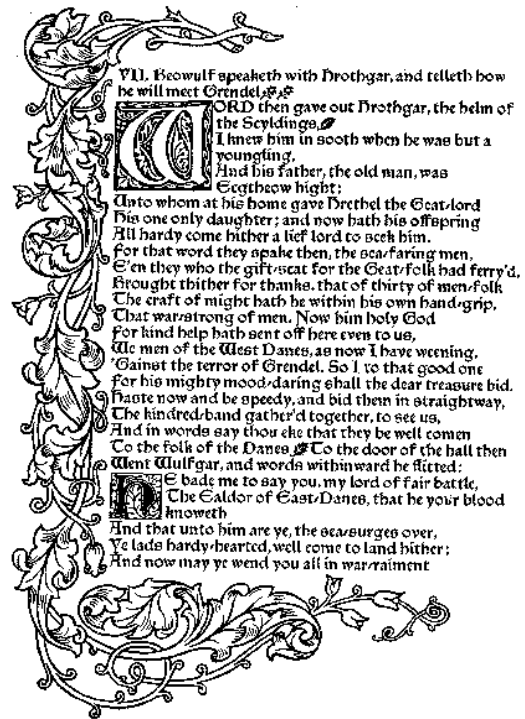 VII. Beowulf speaketh with Hrothgar, and telleth how
he will meet Grendel.
WORD then gave out Hrothgar, the helm of
the Scyldings,
I knew him in sooth when he was but a
youngling,
And his father, the old man, was
Ecgtheow hight;
Unto whom at his home gave Hrethel the Geat-lord
His one only daughter; and now hath his offspring
All hardy come hither a lief lord to seek him.
For that word they spake then, the sea-faring men,
E'en they who the gift-scat for the Geat-folk had ferry'd,
Brought thither for thanks, that of thirty of men-folk
The craft of might hath he within his own hand-grip,
That war-strong of men. Now him holy God
For kind help hath sent off here even to us,
We men of the West Danes, as now I have weening,
'Gainst the terror of Grendel. So I to that good one
For his mighty mood-daring shall the dear treasure bid.
Haste now and be speedy, and bid them in straightway,
The kindred-band gather'd together, to see us,
And in words say thou eke that they be well comen
To the folk of the Danes. To the door of the hall then
Went Wulfgar, and words withinward he flitted:
HE bade me to say you, my lord of fair battle,
The Ealdor of East-Danes, that he your blood
knoweth
And that unto him are ye, the sea-surges over,
Ye lads hardy-hearted, well come to land hither;
And now may ye wend you all in war-raiment